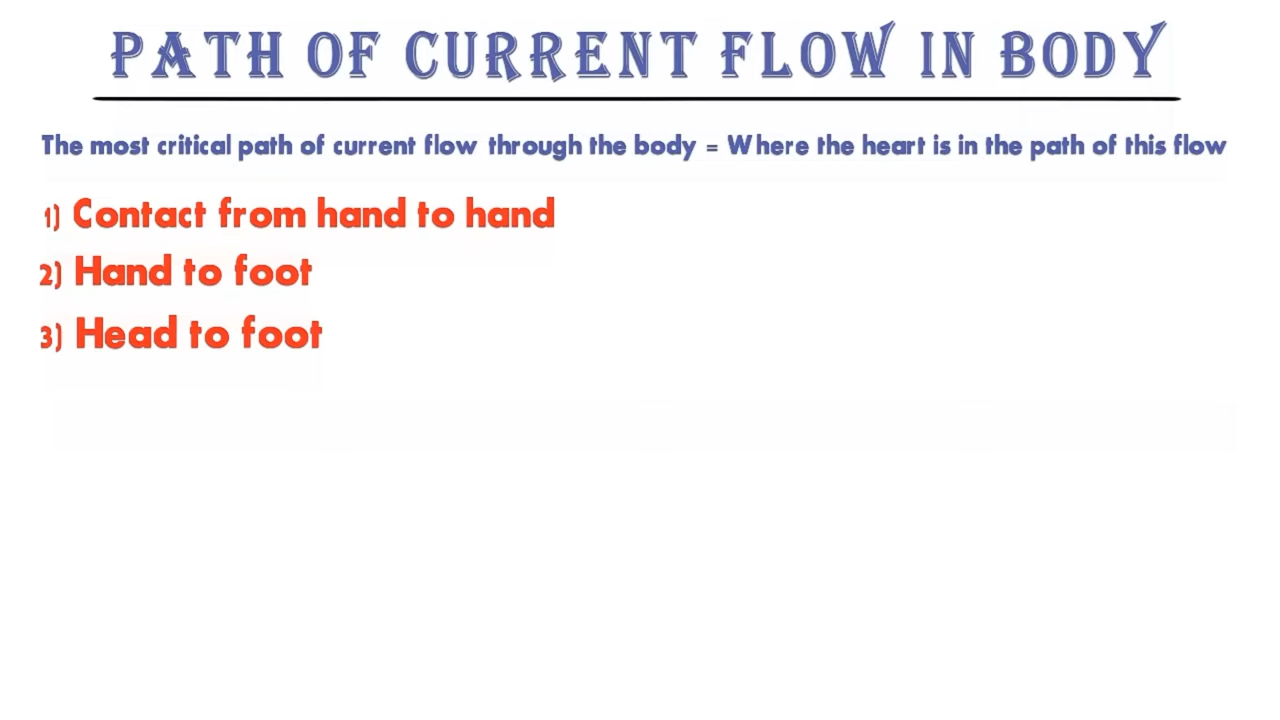 PATH OF CURRENT FLOW IN BODY
The most critical path of current flow through the body = Where the heart is in the path of this flow
1) Contact from hand to hand
2) Hand to foot
3) Head to foot